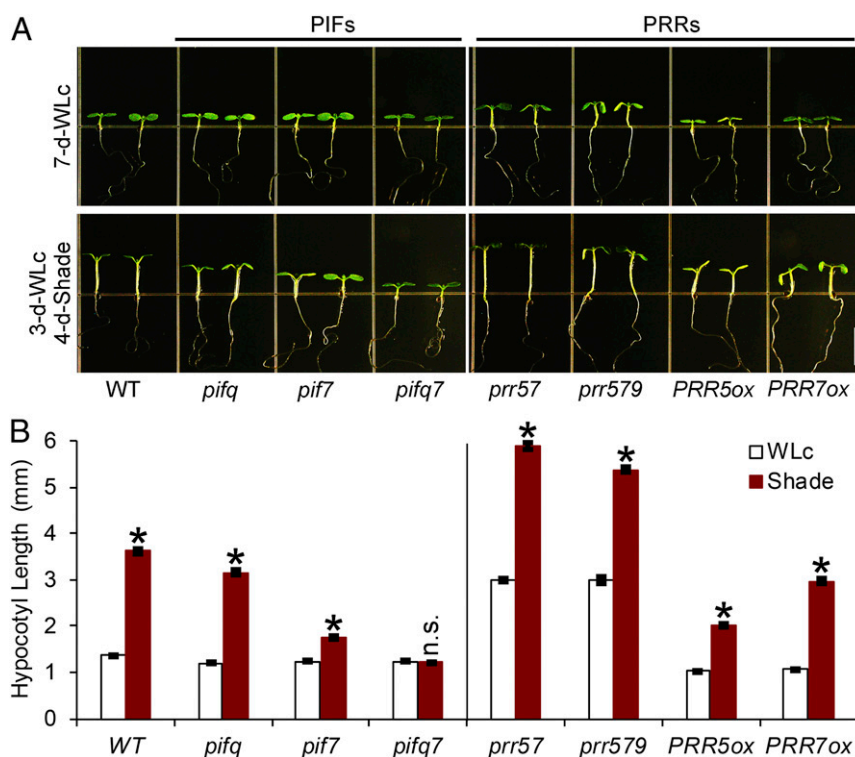 A
PIFs
PRRs
7-d-WLc
3-d-WLc
4-d-Shade
WT
pifq
pif7
pifq7
prr57
prr579
PRR5ox
PRR7ox
B
Hypocotyl Length (mm)
6
5
4
3
2
1
0
* * * n.s. * * * *
WLc
Shade
WT
pifq
pif7
pifq7
prr57
prr579
PRR5ox
PRR7ox